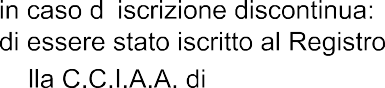 in caso d iscrizione discontinua:
di essere stato iscritto al Registro
lla C.C.I.A.A. di